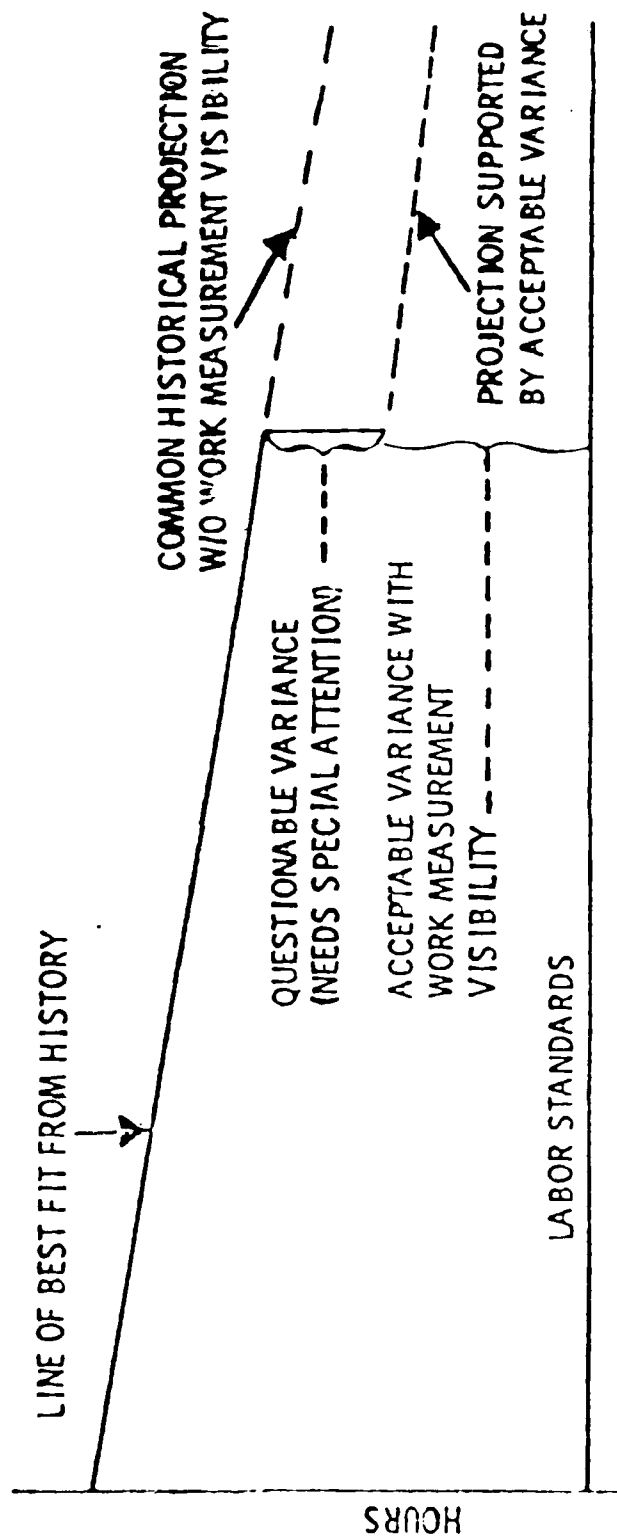 LINE OF BEST FIT FROM HISTORY
COMMON HISTORICAL PROJECTION
W/O WORK MEASUREMENT VISIBILITY
QUESTIONABLE VARIANCE
(NEEDS SPECIAL ATTENTION)
ACCEPTABLE VARIANCE WITH
WORK MEASUREMENT
VISIBILITY
PROJECTION SUPPORTED
BY ACCEPTABLE VARIANCE
LABOR STANDARDS
HOURS